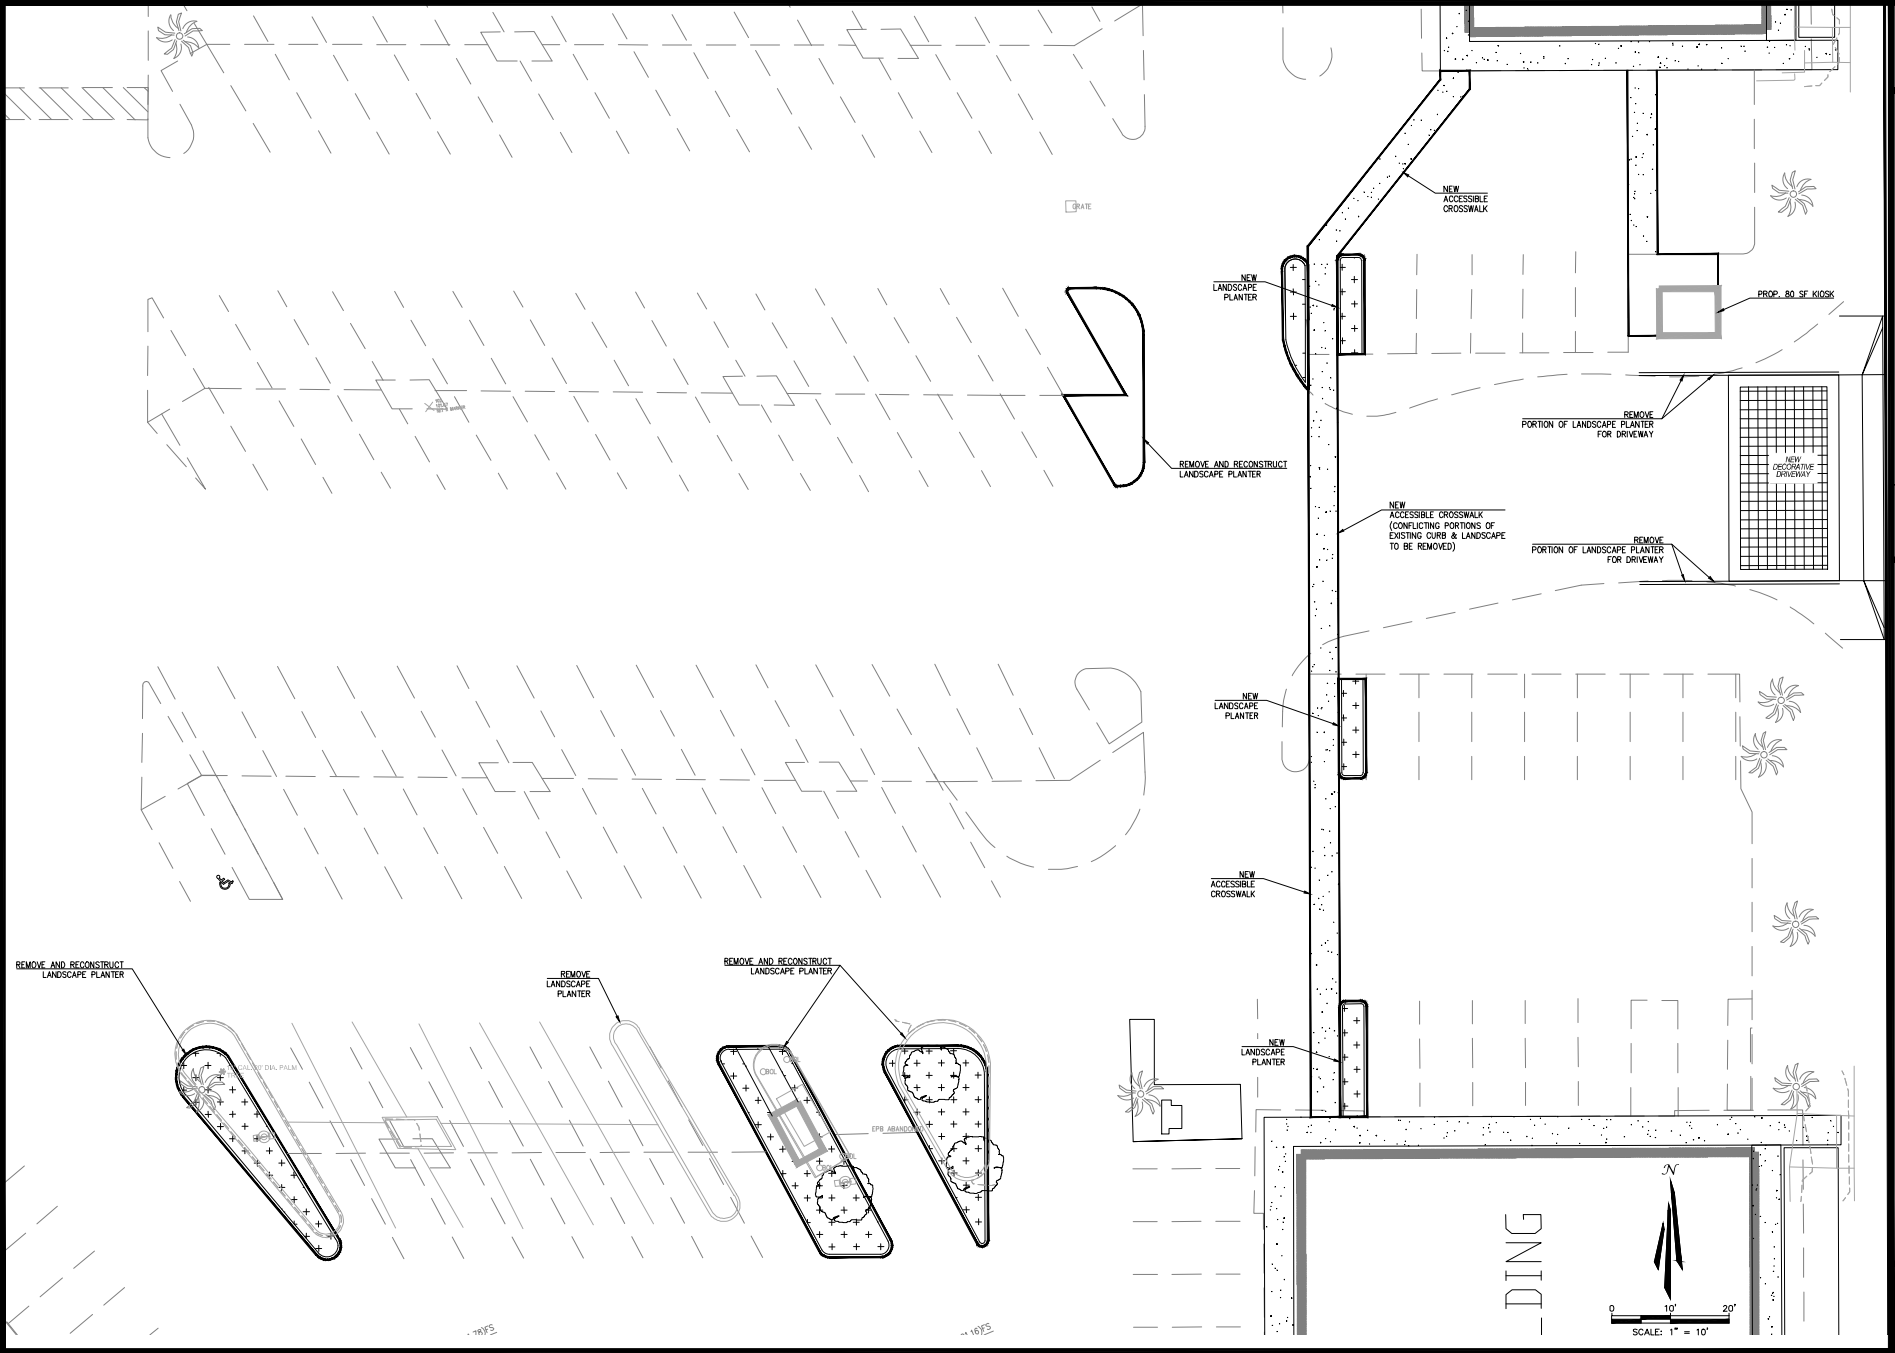 GRATE
NEW
ACCESSIBLE
CROSSWALK
NEW
LANDSCAPE
PLANTER
PROP. 80 SF KIOSK
REMOVE
PORTION OF LANDSCAPE PLANTER
FOR DRIVEWAY
NEW
DECORATIVE
DRIVEWAY
REMOVE AND RECONSTRUCT
LANDSCAPE PLANTER
NEW
ACCESSIBLE CROSSWALK
(CONFLICTING PORTIONS OF
EXISTING CURB & LANDSCAPE
TO BE REMOVED)
REMOVE
PORTION OF LANDSCAPE PLANTER
FOR DRIVEWAY
NEW
LANDSCAPE
PLANTER
NEW
ACCESSIBLE
CROSSWALK
REMOVE AND RECONSTRUCT
LANDSCAPE PLANTER
REMOVE
LANDSCAPE
PLANTER
REMOVE AND RECONSTRUCT
LANDSCAPE PLANTER
NEW
LANDSCAPE
PLANTER
DIA. PALM
BOL
N
DING
0 10' 20'
SCALE: 1" = 10'